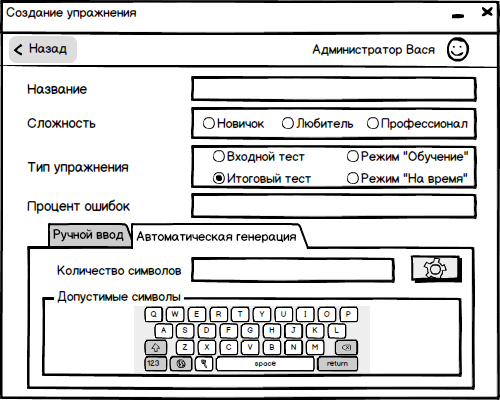 Создание упражнения
Назад
Администратор Вася
Название
Сложность
Новичок Любитель Профессионал
Тип упражнения
Входной тест Режим "Обучение"
Итоговый тест Режим "На время"
Процент ошибок
Ручной ввод Автоматическая генерация
Количество символов
Допустимые символы
Q W E R T Y U I O P
A S D F G H J K L
Z X C V B N M
123 space return